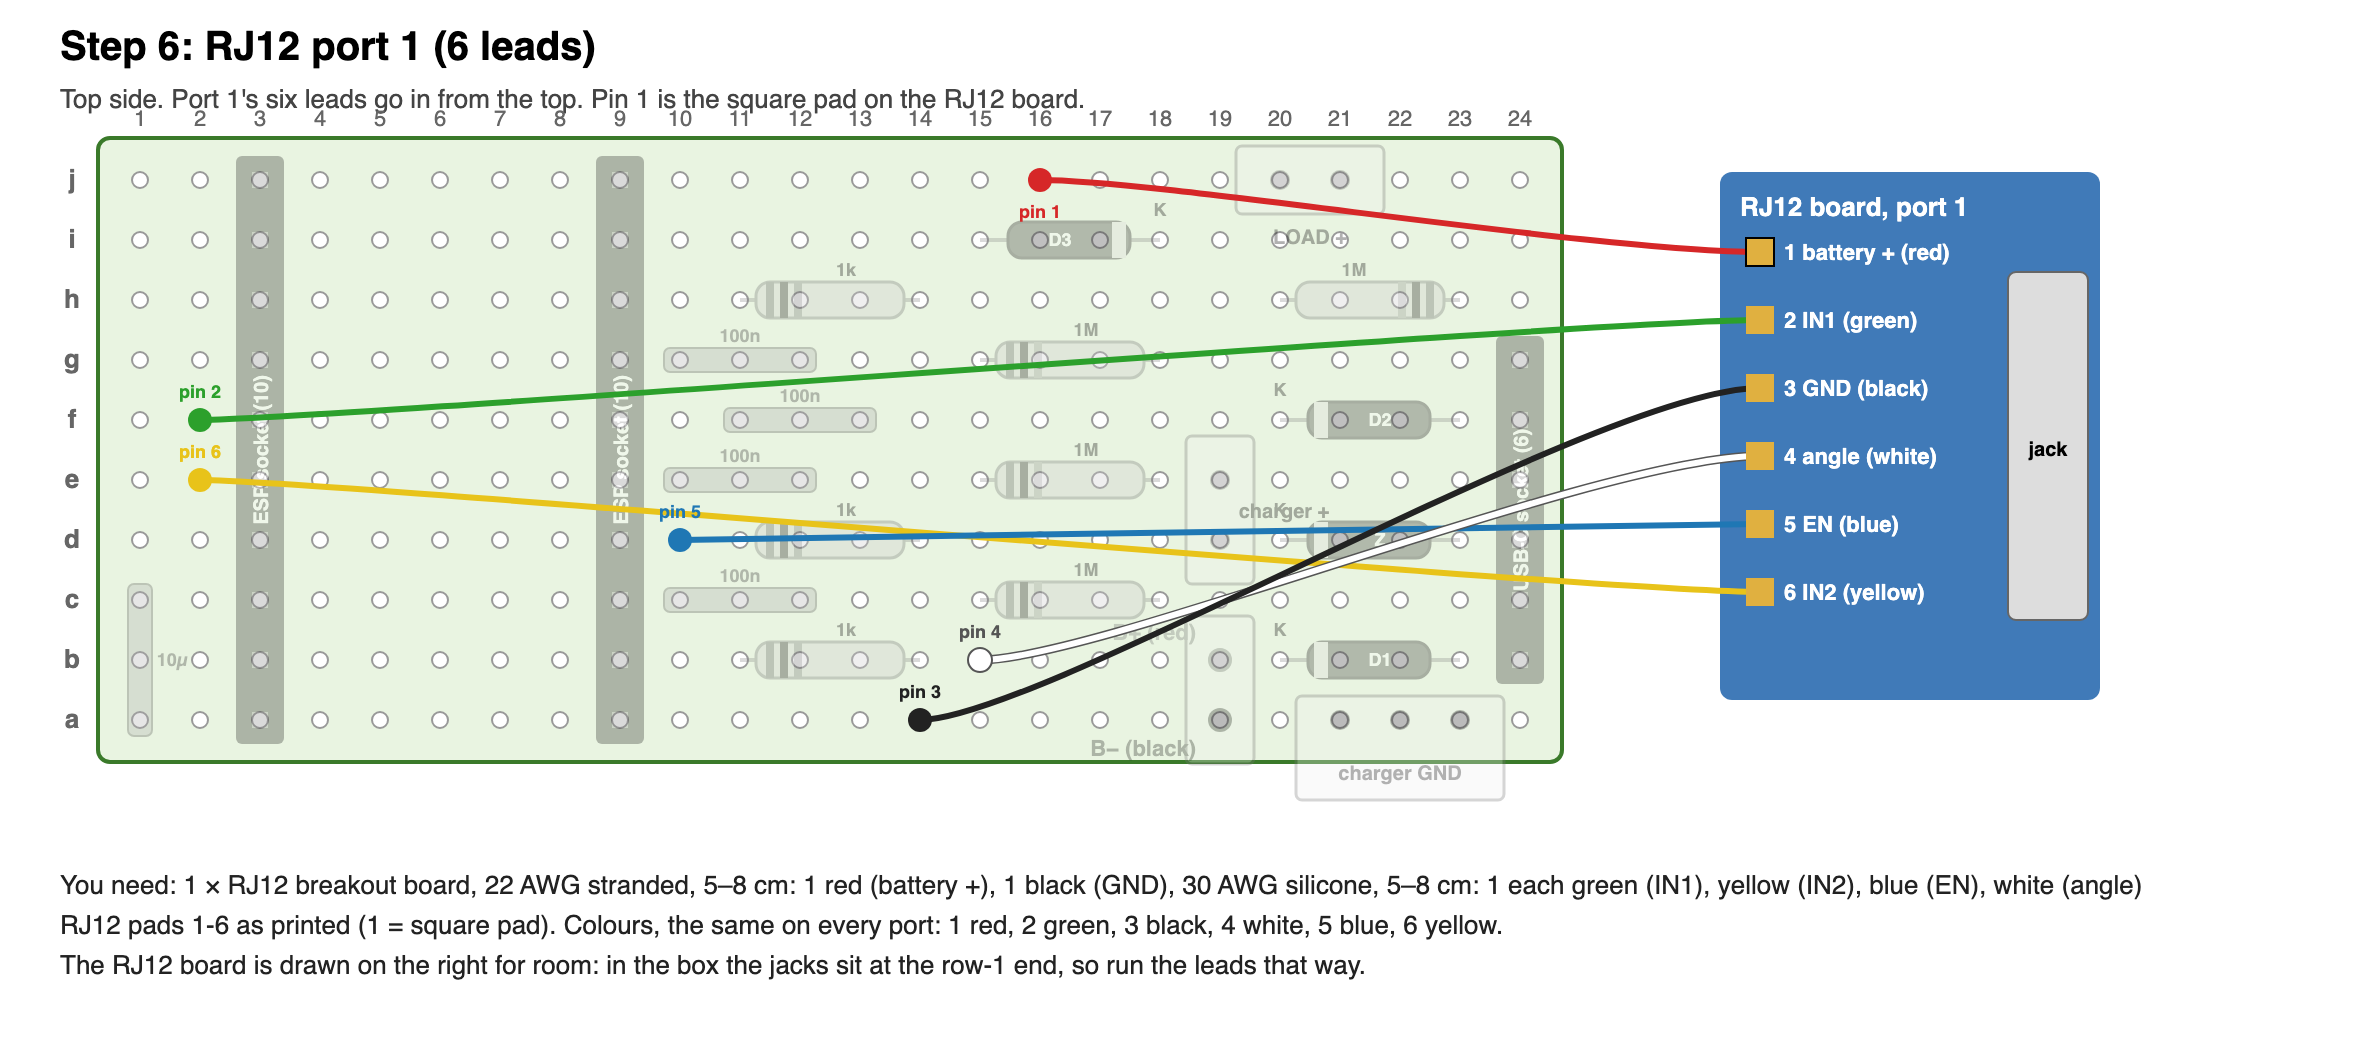 Step 6: RJ12 port 1 (6 leads)
Top side. Port 1's six leads go in from the top. Pin 1 is the square pad on the RJ12 board.
1 2 3 4 5 6 7 8 9 10 11 12 13 14 15 16 17 18 19 20 21 22 23 24
j
pin 1
K
RJ12 board, port 1
i
D3
LOAD +
1 battery + (red)
1k
1M
h
2 IN1 (green)
100n
1M
g
pin 2
100n
K
3 GND (black)
f
D2
ESP socket (10)
ESP socket (10)
USB-C socket (6)
pin 6
100n
1M
4 angle (white)
jack
e
pin 5
1k
charger +
K
5 EN (blue)
d
Z
100n
1M
6 IN2 (yellow)
c
1k
pin 4
B+ (red)
K
b
10µ
D1
pin 3
a
B– (black)
charger GND
You need: 1 × RJ12 breakout board, 22 AWG stranded, 5–8 cm: 1 red (battery +), 1 black (GND), 30 AWG silicone, 5–8 cm: 1 each green (IN1), yellow (IN2), blue (EN), white (angle)
RJ12 pads 1-6 as printed (1 = square pad). Colours, the same on every port: 1 red, 2 green, 3 black, 4 white, 5 blue, 6 yellow.
The RJ12 board is drawn on the right for room: in the box the jacks sit at the row-1 end, so run the leads that way.